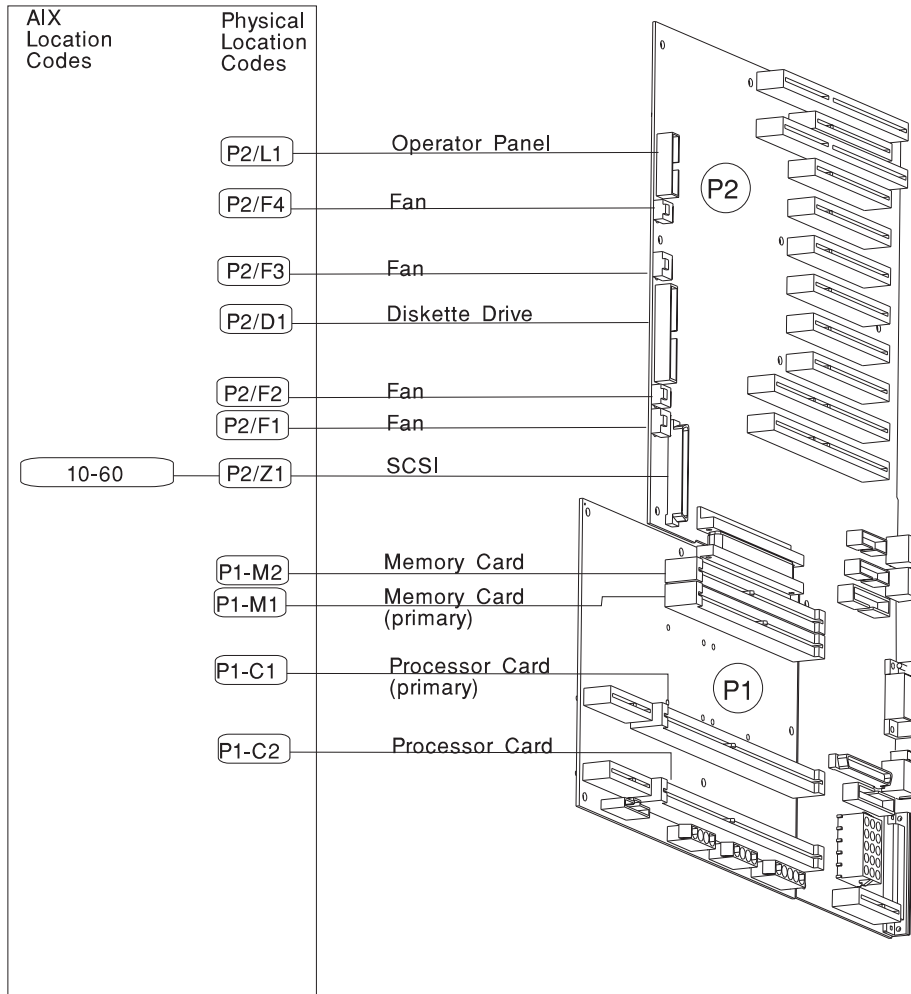 AIX
Location
Codes
Physical
Location
Codes
P2/L1 Operator Panel
P2/F4 Fan
P2/F3 Fan
P2/D1 Diskette Drive
P2/F2 Fan
P2/F1 Fan
10-60 P2/Z1 SCSI
P1-M2 Memory Card
P1-M1 Memory Card
(primary)
P1-C1 Processor Card
(primary)
P1-C2 Processor Card
P2
P1